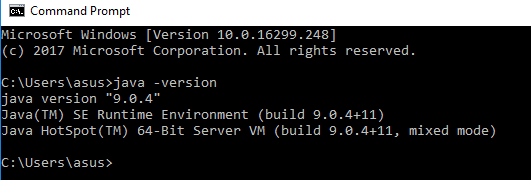 Command Prompt
Microsoft Windows [Version 10.0.16299.248]
(c) 2017 Microsoft Corporation. All rights reserved.
C:\Users\asus>java -version
java version "9.0.4"
Java(TM) SE Runtime Environment (build 9.0.4+11)
Java HotSpot(TM) 64-Bit Server VM (build 9.0.4+11, mixed mode)
C:\Users\asus>